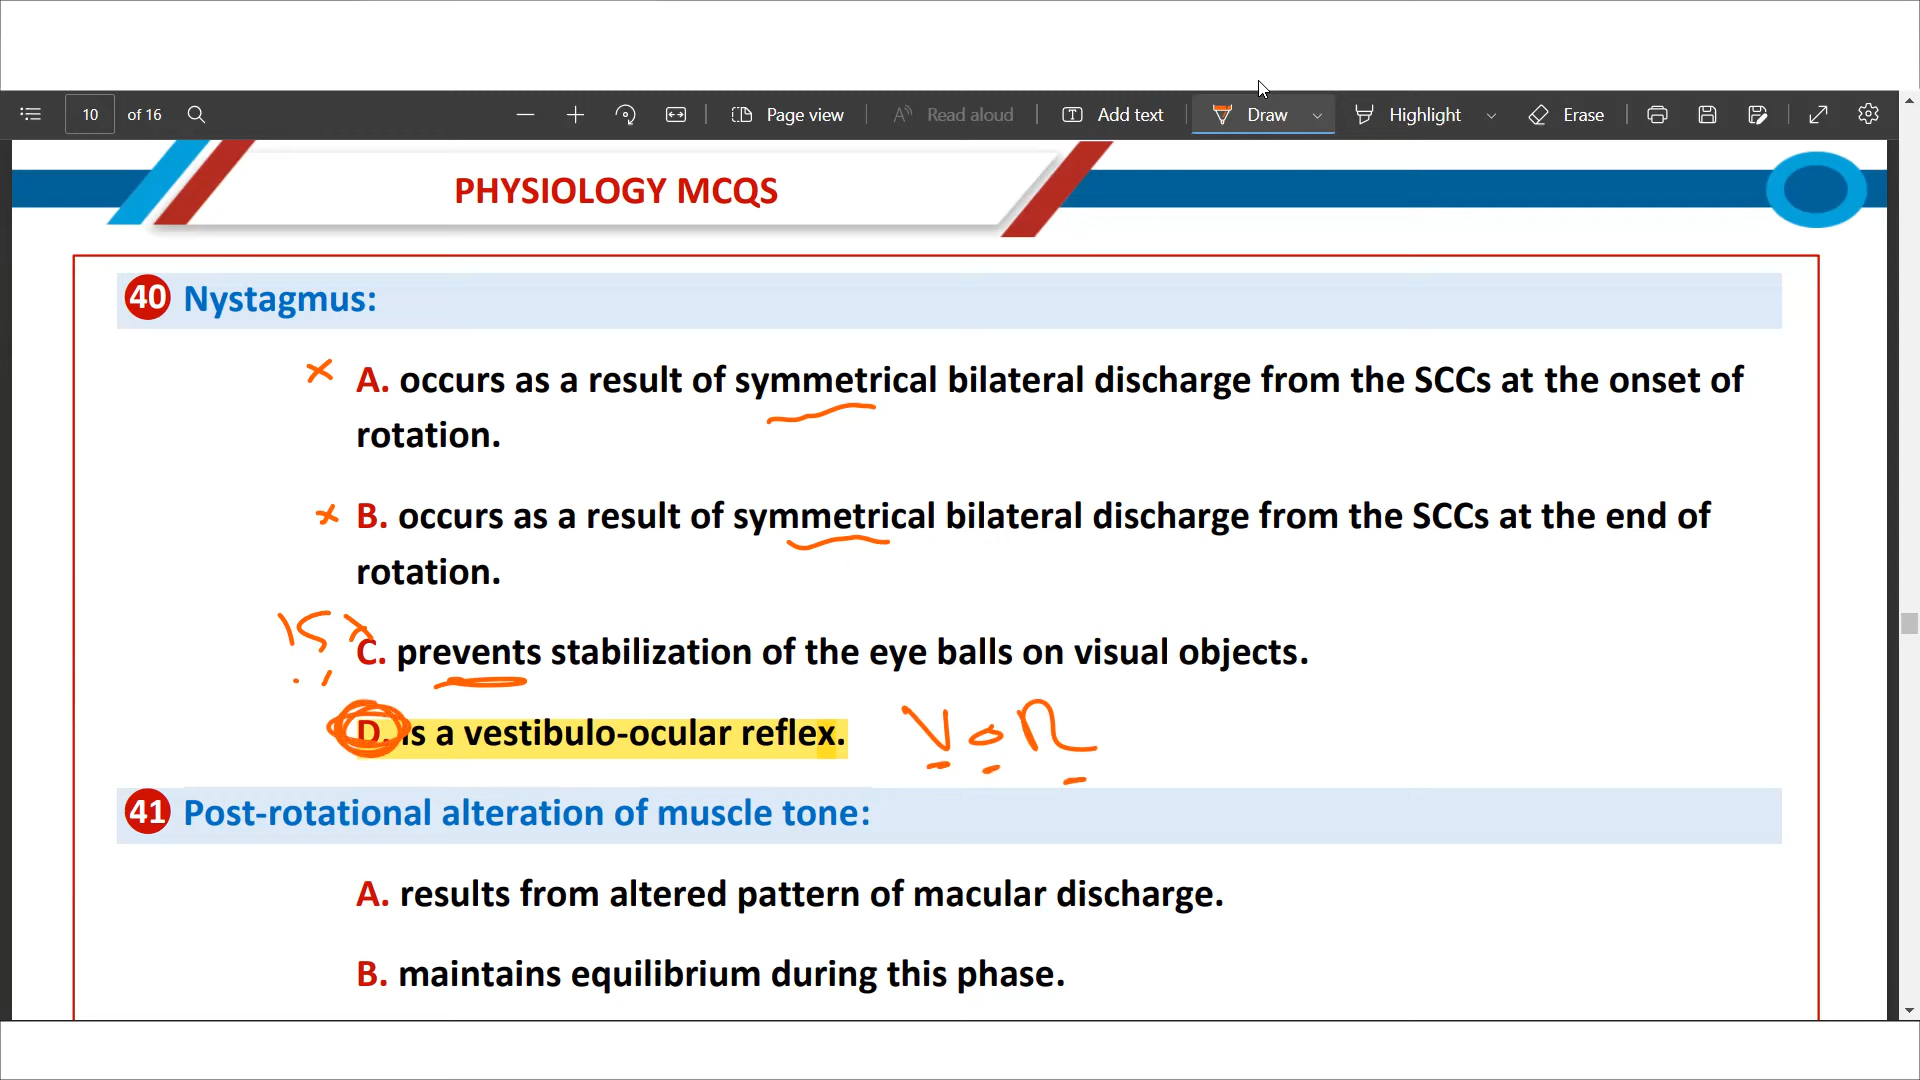 10 of 16 Page view Read aloud Add text Draw Highlight Erase
PHYSIOLOGY MCQS
40 Nystagmus:
A. occurs as a result of symmetrical bilateral discharge from the SCCs at the onset of
rotation.
B. occurs as a result of symmetrical bilateral discharge from the SCCs at the end of
rotation.
C. prevents stabilization of the eye balls on visual objects.
D. is a vestibulo-ocular reflex. VOR
41 Post-rotational alteration of muscle tone:
A. results from altered pattern of macular discharge.
B. maintains equilibrium during this phase.